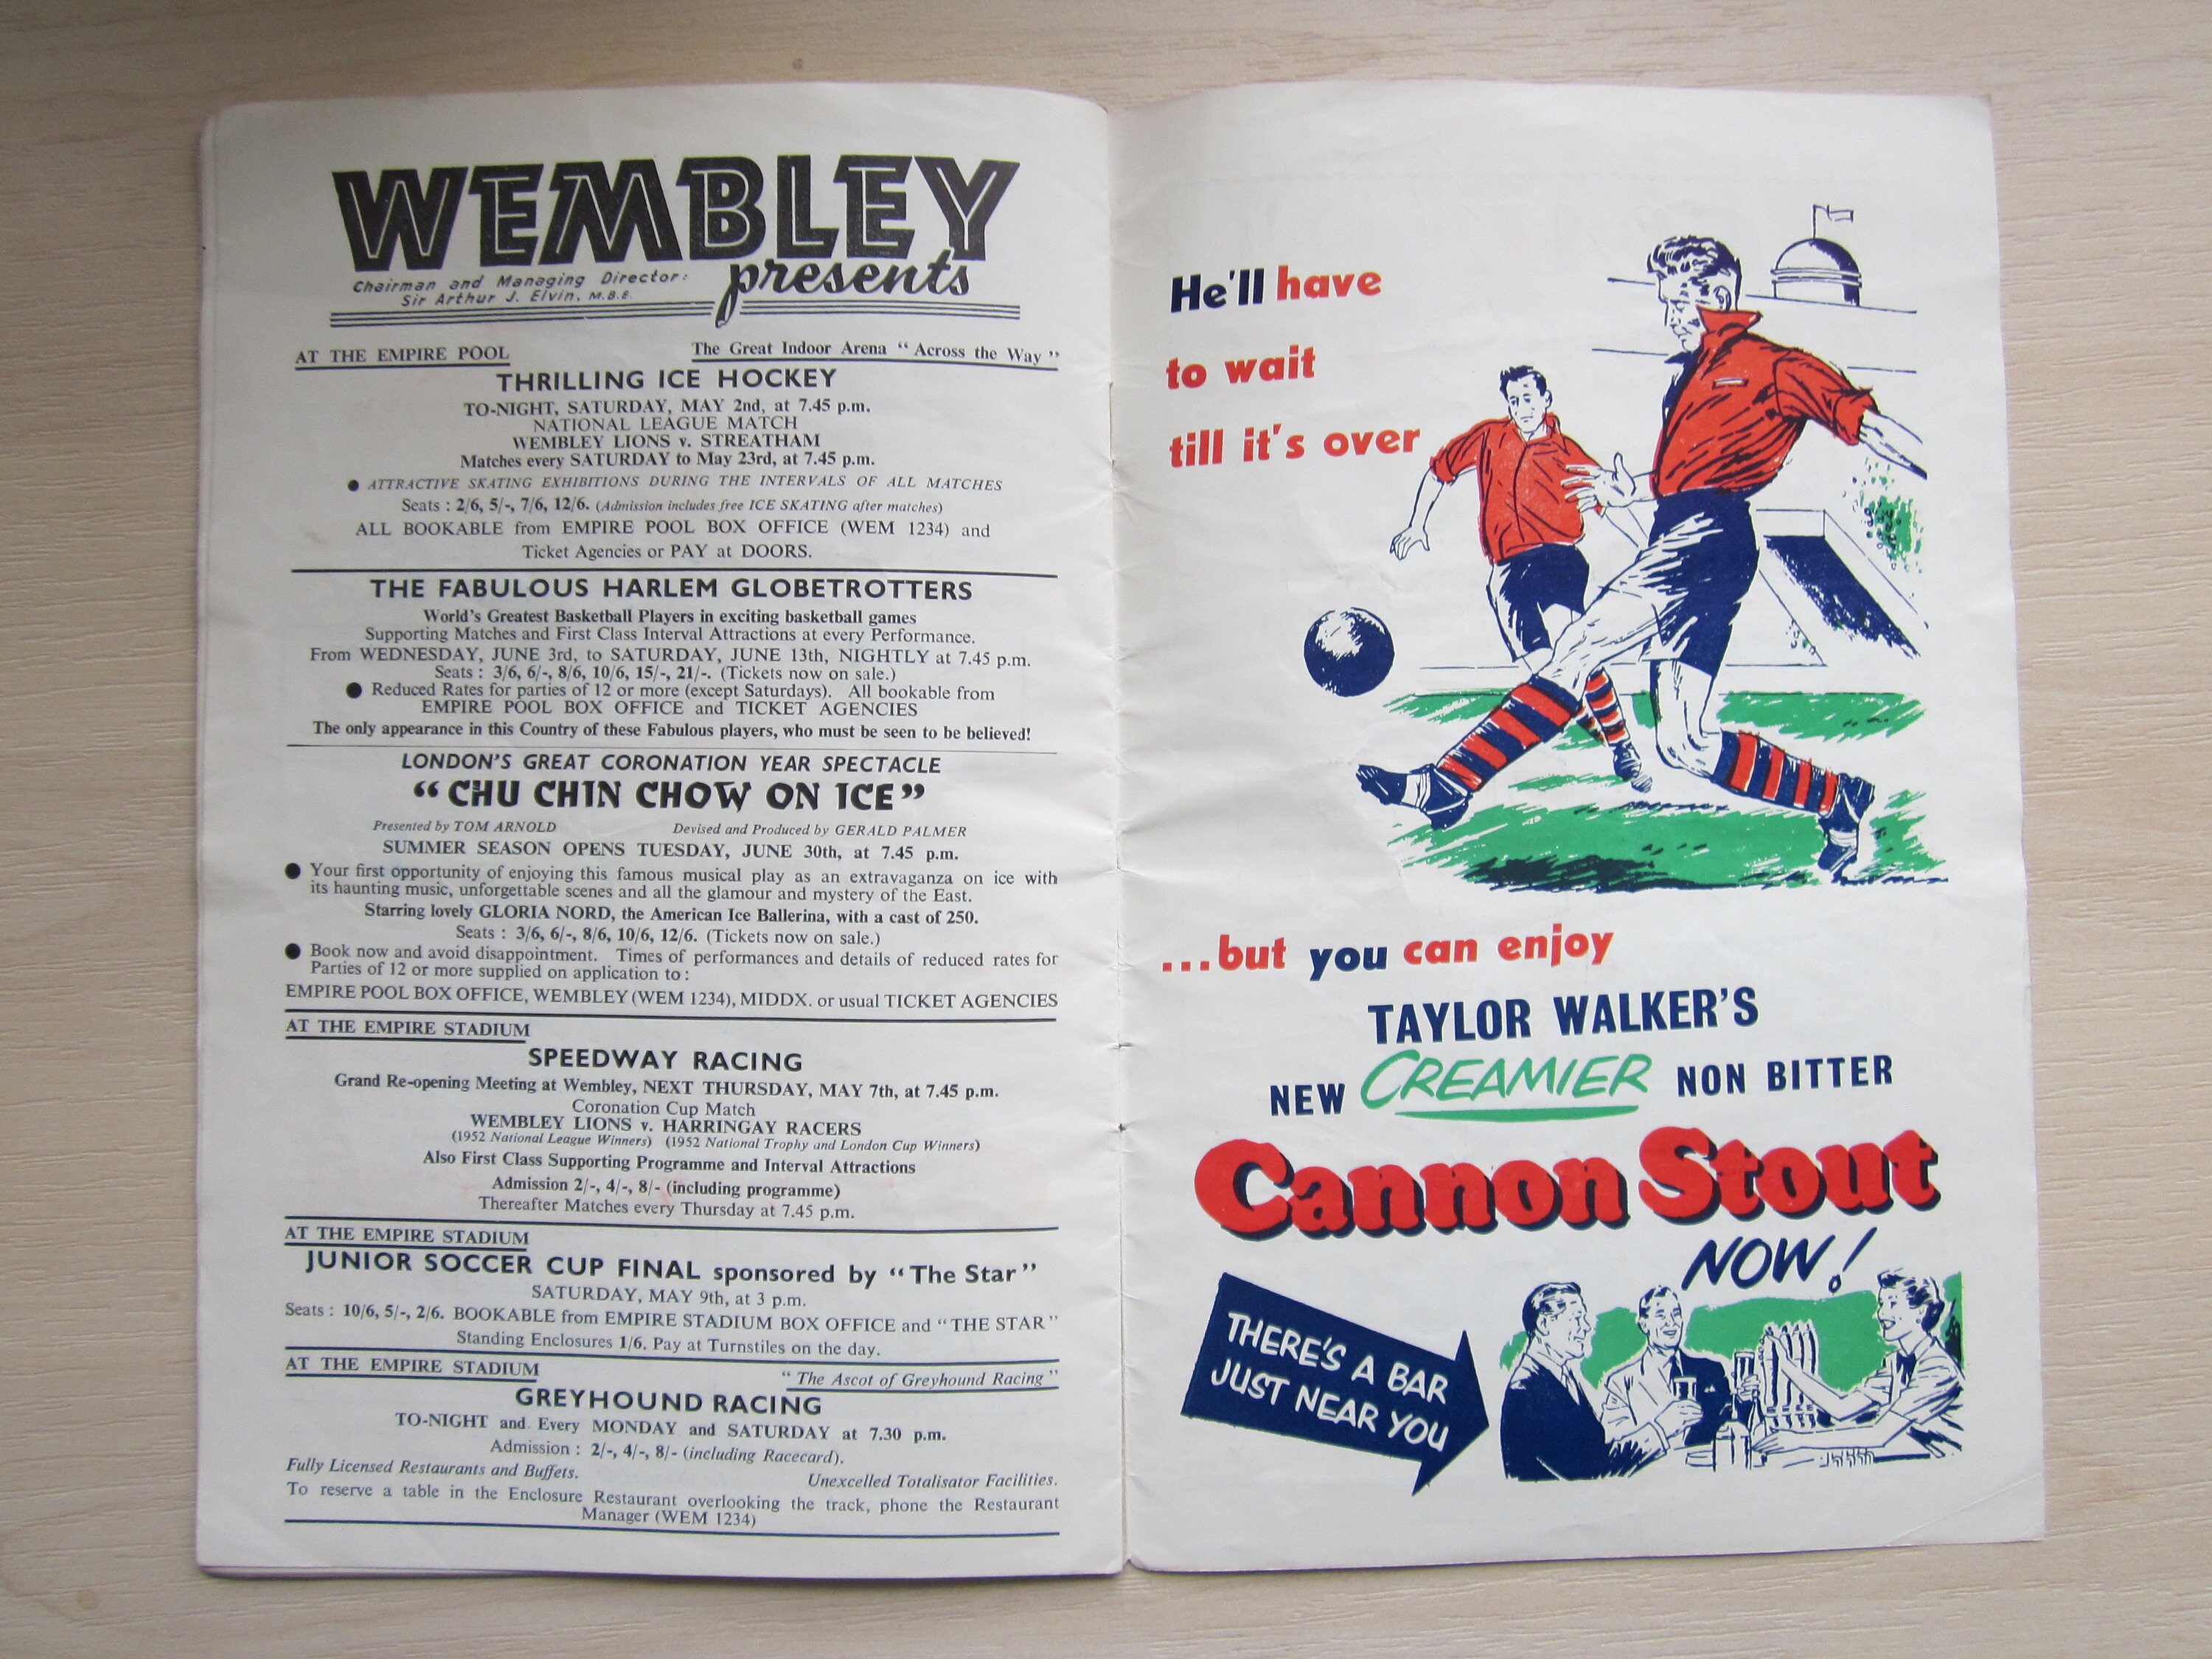 WEMBLEY
presents
Chairman and Managing Director:
Sir Arthur J. Elvin, M.B.E.
AT THE EMPIRE POOL
The Great Indoor Arena "Across the Way"
THRILLING ICE HOCKEY
TO-NIGHT, SATURDAY, MAY 2nd, at 7.45 p.m.
NATIONAL LEAGUE MATCH
WEMBLEY LIONS v. STREATHAM
Matches every SATURDAY to May 23rd, at 7.45 p.m.
● ATTRACTIVE SKATING EXHIBITIONS DURING THE INTERVALS OF ALL MATCHES
Seats : 2/6, 5/-, 7/6, 12/6. (Admission includes free ICE SKATING after matches)
ALL BOOKABLE from EMPIRE POOL BOX OFFICE (WEM 1234) and
Ticket Agencies or PAY at DOORS.
THE FABULOUS HARLEM GLOBETROTTERS
World's Greatest Basketball Players in exciting basketball games
Supporting Matches and First Class Interval Attractions at every Performance.
From WEDNESDAY, JUNE 3rd, to SATURDAY, JUNE 13th, NIGHTLY at 7.45 p.m.
Seats : 3/6, 6/-, 8/6, 10/6, 15/-, 21/-. (Tickets now on sale.)
● Reduced Rates for parties of 12 or more (except Saturdays). All bookable from
EMPIRE POOL BOX OFFICE and TICKET AGENCIES
The only appearance in this Country of these Fabulous players, who must be seen to be believed!
LONDON'S GREAT CORONATION YEAR SPECTACLE
"CHU CHIN CHOW ON ICE"
Presented by TOM ARNOLD Devised and Produced by GERALD PALMER
SUMMER SEASON OPENS TUESDAY, JUNE 30th, at 7.45 p.m.
● Your first opportunity of enjoying this famous musical play as an extravaganza on ice with
its haunting music, unforgettable scenes and all the glamour and mystery of the East.
Starring lovely GLORIA NORD, the American Ice Ballerina, with a cast of 250.
Seats : 3/6, 6/-, 8/6, 10/6, 12/6. (Tickets now on sale.)
● Book now and avoid disappointment. Times of performances and details of reduced rates for
Parties of 12 or more supplied on application to :
EMPIRE POOL BOX OFFICE, WEMBLEY (WEM 1234), MIDDX. or usual TICKET AGENCIES
AT THE EMPIRE STADIUM
SPEEDWAY RACING
Grand Re-opening Meeting at Wembley, NEXT THURSDAY, MAY 7th, at 7.45 p.m.
Coronation Cup Match
WEMBLEY LIONS v. HARRINGAY RACERS
(1952 National League Winners) (1952 National Trophy and London Cup Winners)
Also First Class Supporting Programme and Interval Attractions
Admission 2/-, 4/-, 8/- (including programme)
Thereafter Matches every Thursday at 7.45 p.m.
AT THE EMPIRE STADIUM
JUNIOR SOCCER CUP FINAL sponsored by "The Star"
SATURDAY, MAY 9th, at 3 p.m.
Seats : 10/6, 5/-, 2/6. BOOKABLE from EMPIRE STADIUM BOX OFFICE and "THE STAR"
Standing Enclosures 1/6. Pay at Turnstiles on the day.
AT THE EMPIRE STADIUM
"The Ascot of Greyhound Racing"
GREYHOUND RACING
TO-NIGHT and Every MONDAY and SATURDAY at 7.30 p.m.
Admission : 2/-, 4/-, 8/- (including Racecard).
Fully Licensed Restaurants and Buffets. Unexcelled Totalisator Facilities.
To reserve a table in the Enclosure Restaurant overlooking the track, phone the Restaurant
Manager (WEM 1234)
He'll have
to wait
till it's over
...but you can enjoy
TAYLOR WALKER'S
NEW CREAMIER NON BITTER
Cannon Stout
NOW!
THERE'S A BAR
JUST NEAR YOU